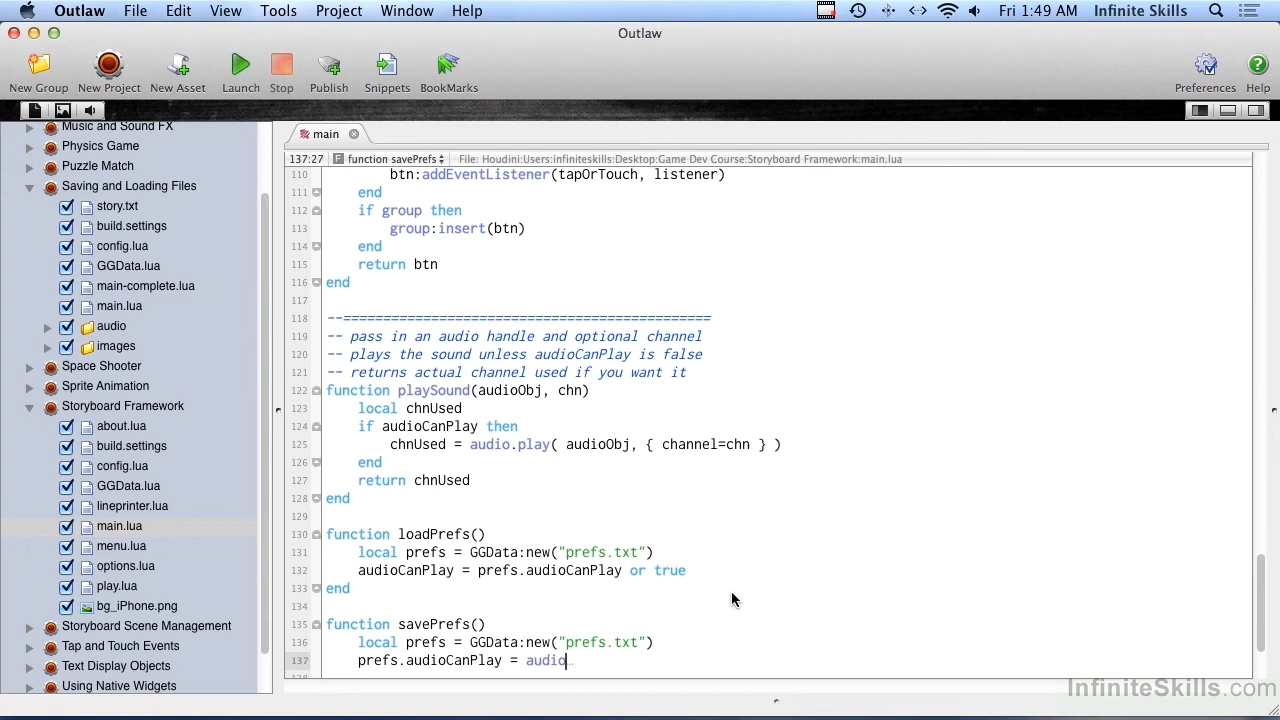 Outlaw File Edit View Tools Project Window Help Fri 1:49 AM Infinite Skills
Outlaw
New Group New Project New Asset Launch Stop Publish Snippets BookMarks Preferences Help
main
137:27 F function savePrefs File: Houdini:Users:infiniteskills:Desktop:Game Dev Course:Storyboard Framework:main.lua
Music and Sound FX
Physics Game
Puzzle Match
Saving and Loading Files
story.txt
build.settings
config.lua
GGData.lua
main-complete.lua
main.lua
audio
images
Space Shooter
Sprite Animation
Storyboard Framework
about.lua
build.settings
config.lua
GGData.lua
lineprinter.lua
main.lua
menu.lua
options.lua
play.lua
bg_iPhone.png
Storyboard Scene Management
Tap and Touch Events
Text Display Objects
Using Native Widgets
110 btn:addEventListener(tapOrTouch, listener)
111 end
112 if group then
113 group:insert(btn)
114 end
115 return btn
116 end
117
118 --==============================================
119 -- pass in an audio handle and optional channel
120 -- plays the sound unless audioCanPlay is false
121 -- returns actual channel used if you want it
122 function playSound(audioObj, chn)
123 local chnUsed
124 if audioCanPlay then
125 chnUsed = audio.play( audioObj, { channel=chn } )
126 end
127 return chnUsed
128 end
129
130 function loadPrefs()
131 local prefs = GGData:new("prefs.txt")
132 audioCanPlay = prefs.audioCanPlay or true
133 end
134
135 function savePrefs()
136 local prefs = GGData:new("prefs.txt")
137 prefs.audioCanPlay = audio
InfiniteSkills.com